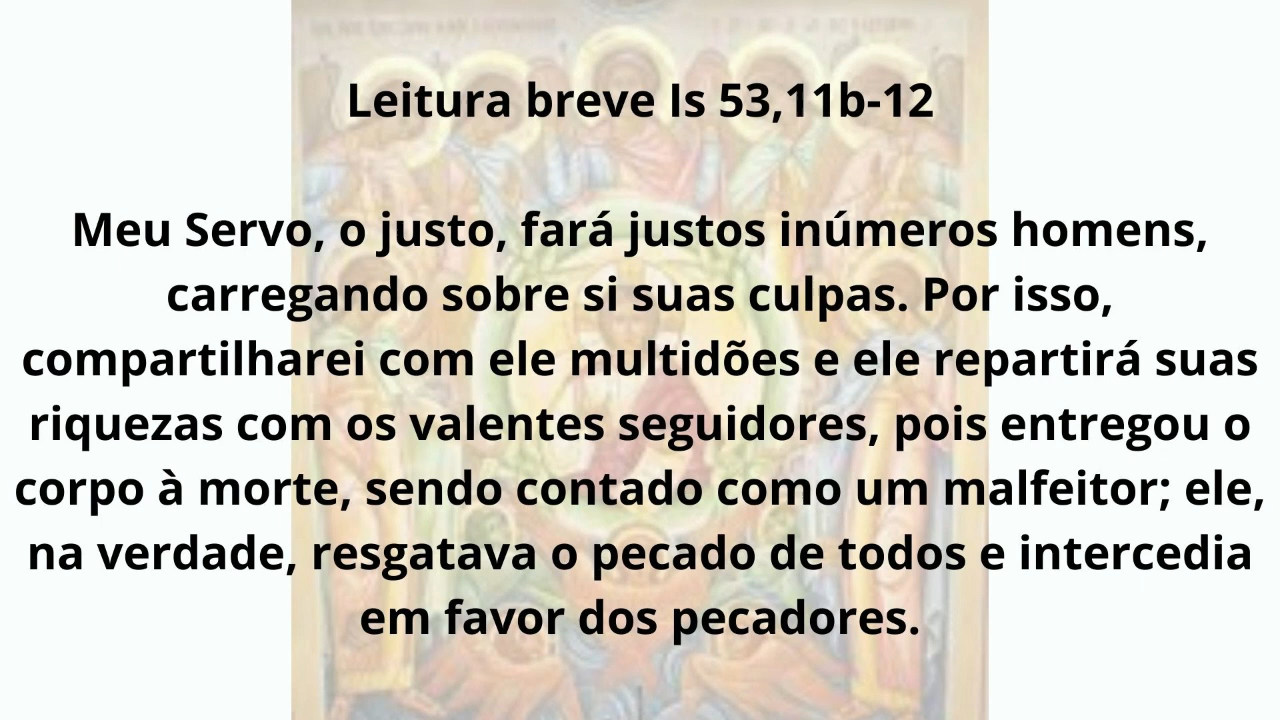 Leitura breve Is 53,11b-12
Meu Servo, o justo, fará justos inúmeros homens,
carregando sobre si suas culpas. Por isso,
compartilharei com ele multidões e ele repartirá suas
riquezas com os valentes seguidores, pois entregou o
corpo à morte, sendo contado como um malfeitor; ele,
na verdade, resgatava o pecado de todos e intercedia
em favor dos pecadores.